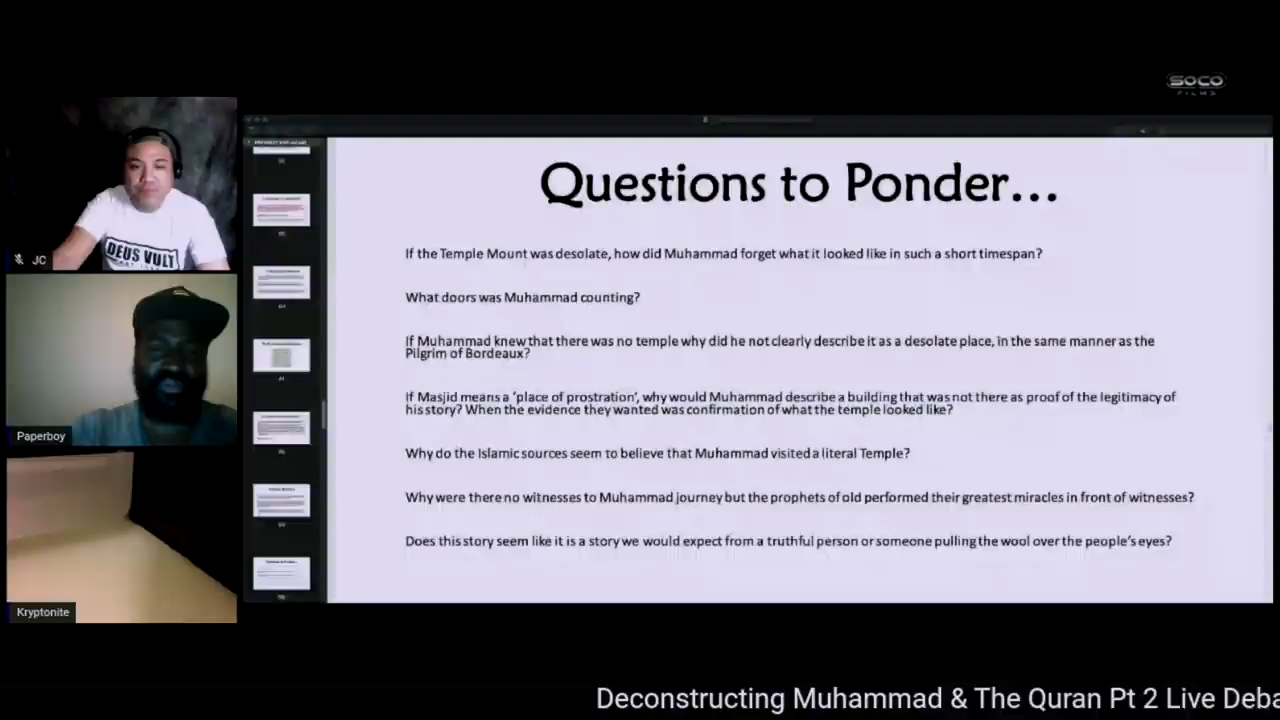 SOCO
FILMS
Questions to Ponder...
If the Temple Mount was desolate, how did Muhammad forget what it looked like in such a short timespan?
What doors was Muhammad counting?
If Muhammad knew that there was no temple why did he not clearly describe it as a desolate place, in the same manner as the
Pilgrim of Bordeaux?
If Masjid means a ‘place of prostration’, why would Muhammad describe a building that was not there as proof of the legitimacy of
his story? When the evidence they wanted was confirmation of what the temple looked like?
Why do the Islamic sources seem to believe that Muhammad visited a literal Temple?
Why were there no witnesses to Muhammad journey but the prophets of old performed their greatest miracles in front of witnesses?
Does this story seem like it is a story we would expect from a truthful person or someone pulling the wool over the people’s eyes?
DEUS VULT
JC
Paperboy
Kryptonite
Deconstructing Muhammad & The Quran Pt 2 Live Deba